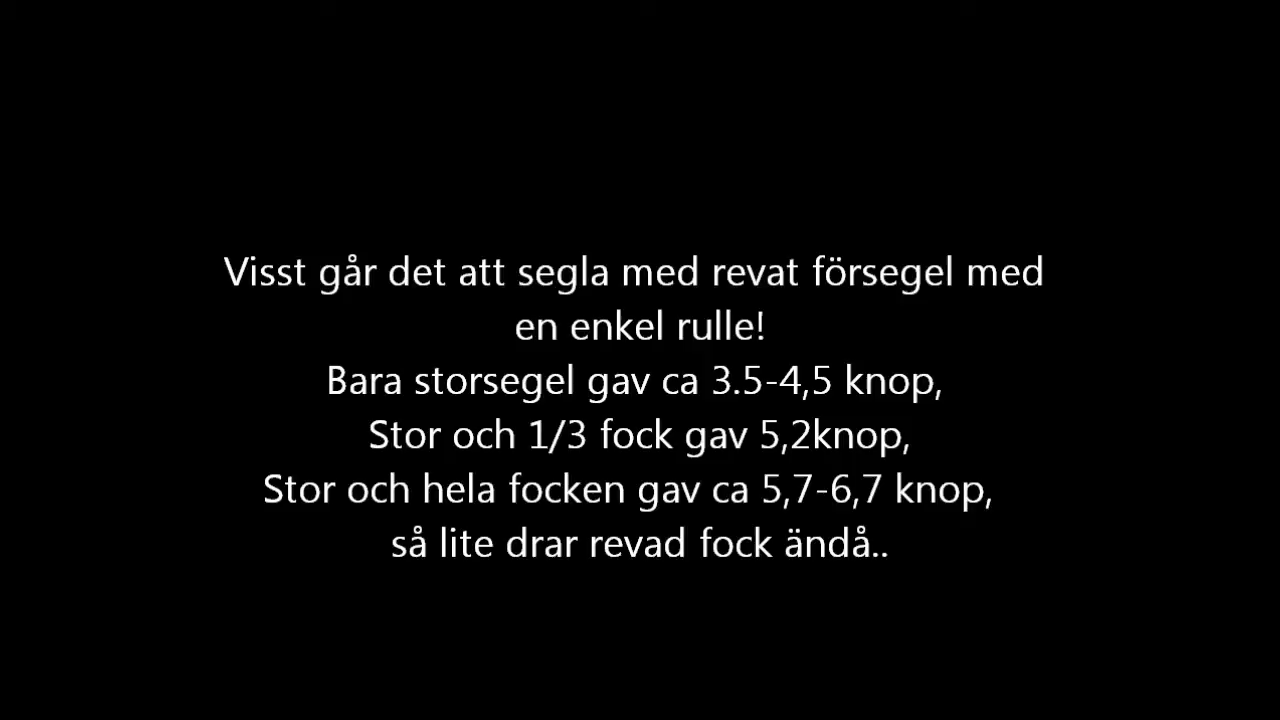 Visst går det att segla med revat försegel med
en enkel rulle!
Bara storsegel gav ca 3.5-4,5 knop,
Stor och 1/3 fock gav 5,2knop,
Stor och hela focken gav ca 5,7-6,7 knop,
så lite drar revad fock ändå..